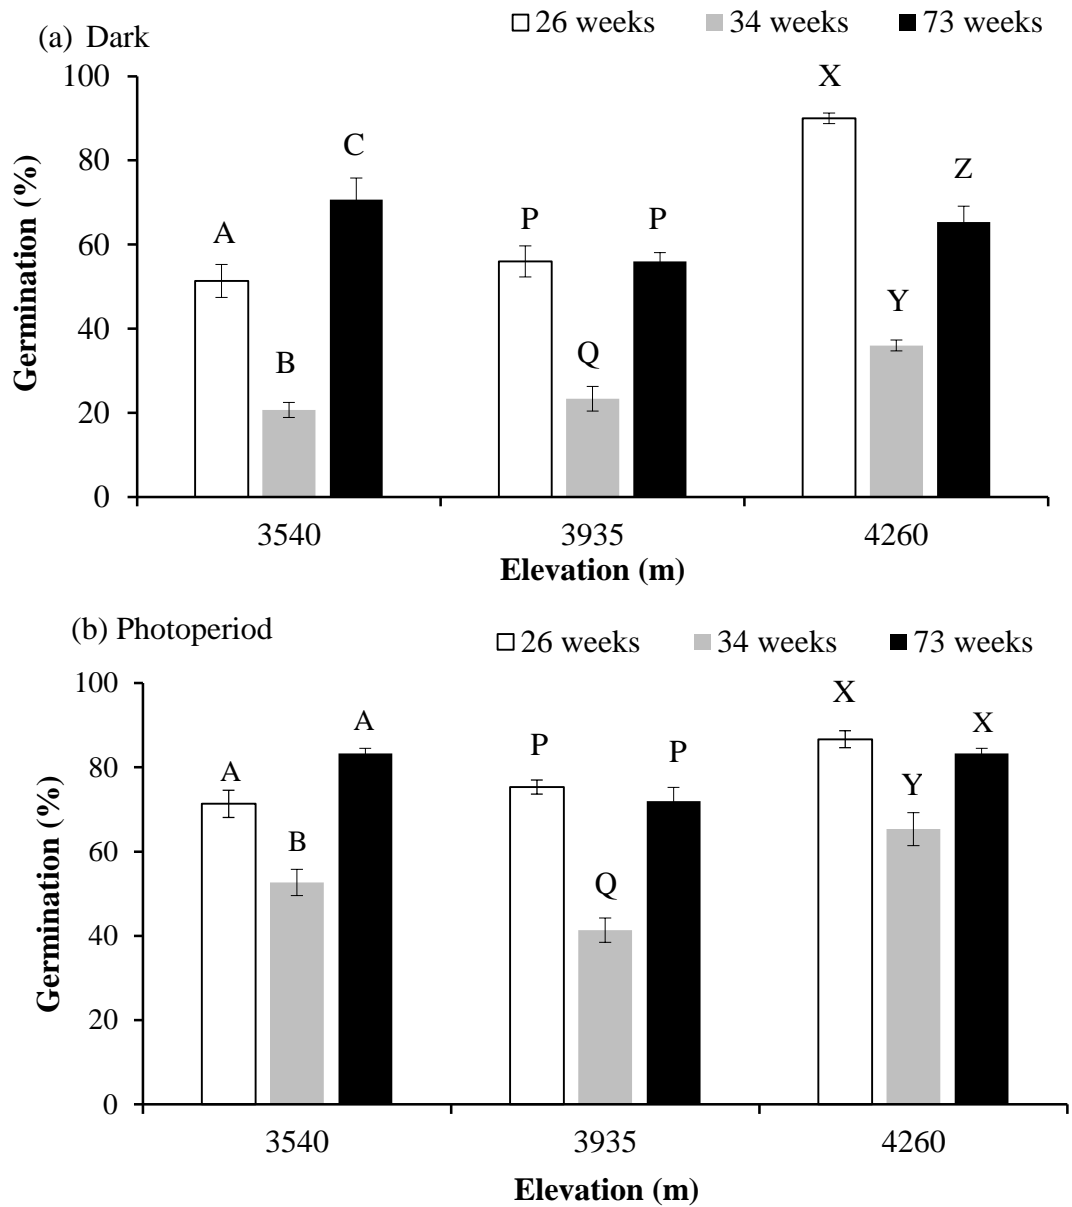 (a) Dark
26 weeks 34 weeks 73 weeks
100
80
60
40
20
0
Germination (%)
A
B
C
P
Q
P
X
Y
Z
3540 3935 4260
Elevation (m)
(b) Photoperiod
26 weeks 34 weeks 73 weeks
100
80
60
40
20
0
Germination (%)
A
B
A
P
Q
P
X
Y
X
3540 3935 4260
Elevation (m)